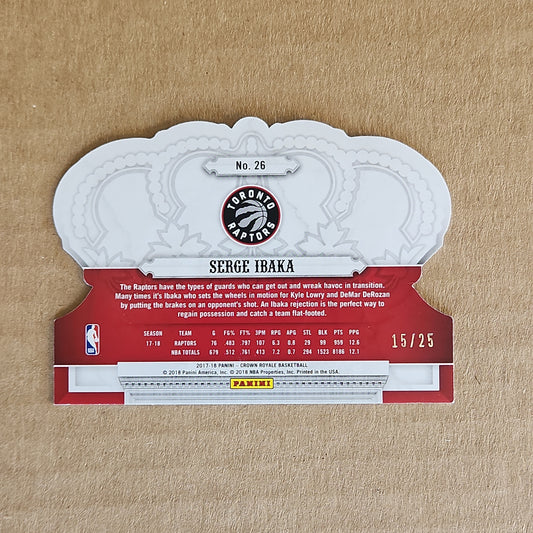 No. 26
TORONTO
RAPTORS
SERGE IBAKA
The Raptors have the types of guards who can get out and wreak havoc in transition.
Many times it's Ibaka who sets the wheels in motion for Kyle Lowry and DeMar DeRozan
by putting the brakes on an opponent's shot. An Ibaka rejection is the perfect way to
regain possession and catch a team flat-footed.
SEASON TEAM G FG% FT% 3PM RPG APG STL BLK PTS PPG
17-18 RAPTORS 76 .483 .797 107 6.3 0.8 29 99 959 12.6
NBA TOTALS 679 .512 .761 413 7.2 0.7 294 1523 8186 12.1
15/25
2017-18 PANINI - CROWN ROYALE BASKETBALL
© 2018 Panini America, Inc. © 2018 NBA Properties, Inc. Printed in the USA.
PANINI